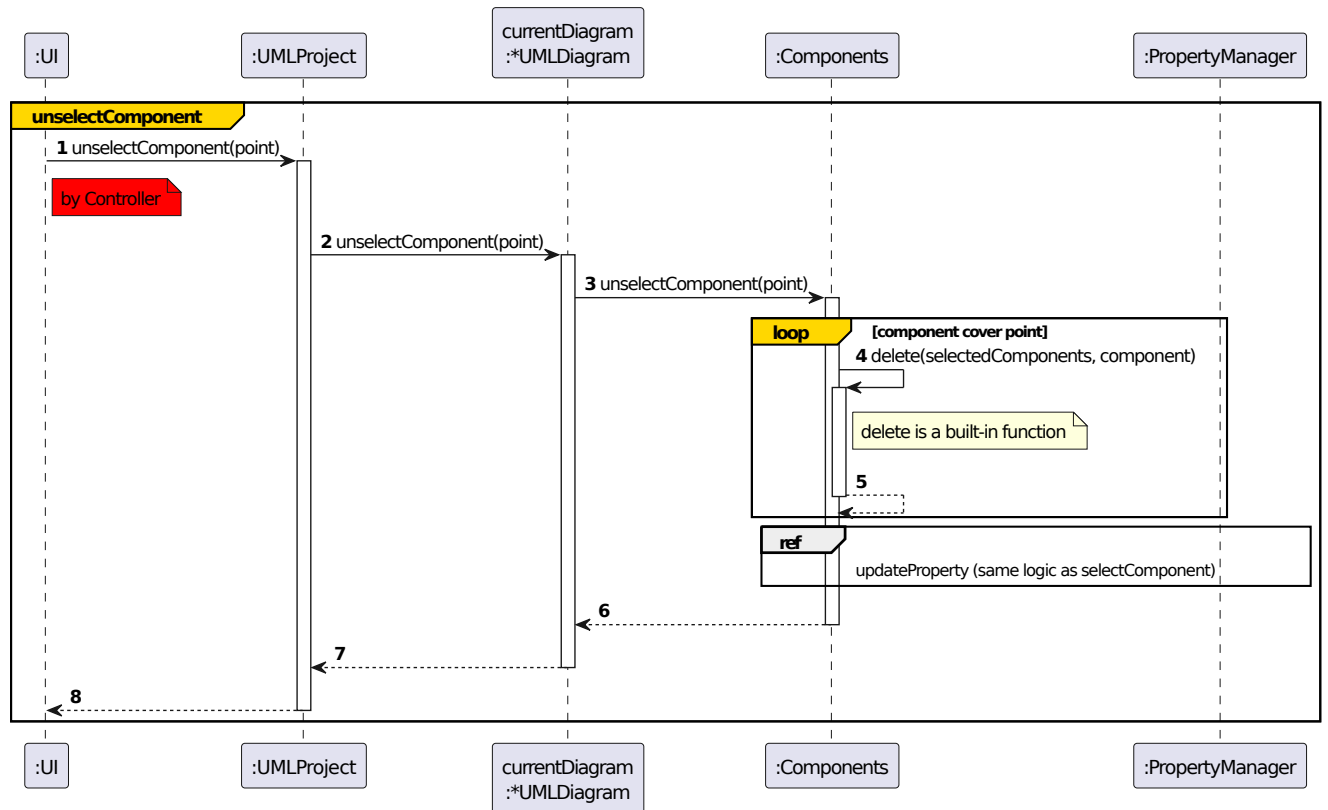 :UI
:UMLProject
currentDiagram
:*UMLDiagram
:Components
:PropertyManager
unselectComponent
1 unselectComponent(point)
by Controller
2 unselectComponent(point)
3 unselectComponent(point)
loop [component cover point]
4 delete(selectedComponents, component)
delete is a built-in function
5
ref
updateProperty (same logic as selectComponent)
6
7
8
:UI
:UMLProject
currentDiagram
:*UMLDiagram
:Components
:PropertyManager